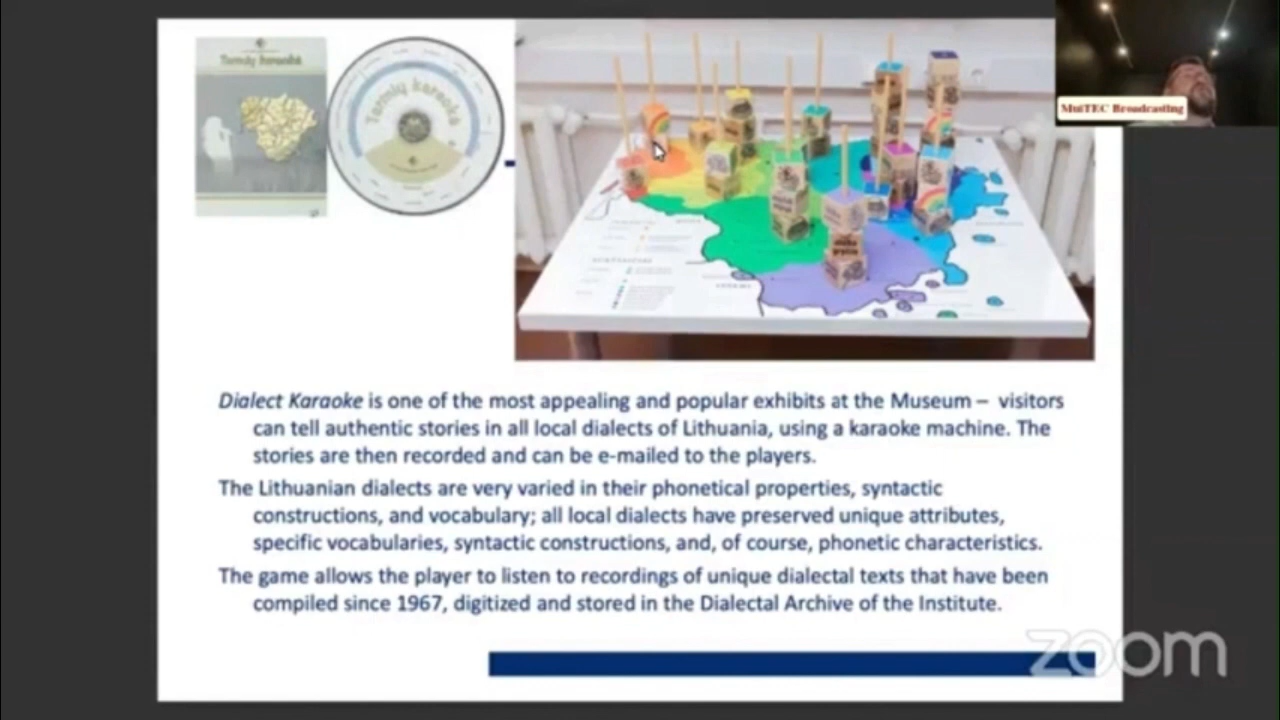 Tarmių karaokė
Tarmių karaokė
MuiTEC Broadcasting
Dialect Karaoke is one of the most appealing and popular exhibits at the Museum – visitors
can tell authentic stories in all local dialects of Lithuania, using a karaoke machine. The
stories are then recorded and can be e-mailed to the players.
The Lithuanian dialects are very varied in their phonetical properties, syntactic
constructions, and vocabulary; all local dialects have preserved unique attributes,
specific vocabularies, syntactic constructions, and, of course, phonetic characteristics.
The game allows the player to listen to recordings of unique dialectal texts that have been
compiled since 1967, digitized and stored in the Dialectal Archive of the Institute.
zoom